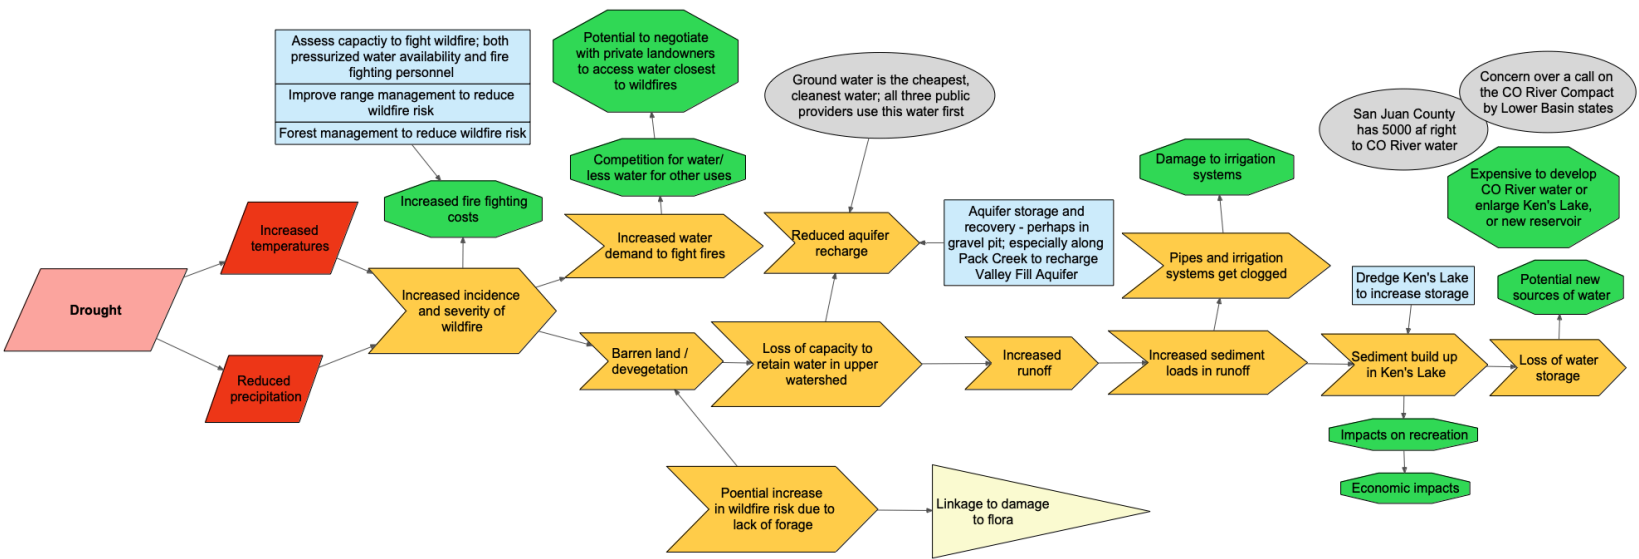 Assess capactiy to fight wildfire; both
pressurized water availability and fire
fighting personnel
Improve range management to reduce
wildfire risk
Forest management to reduce wildfire risk
Potential to negotiate
with private landowners
to access water closest
to wildfires
Ground water is the cheapest,
cleanest water; all three public
providers use this water first
Concern over a call on
the CO River Compact
by Lower Basin states
San Juan County
has 5000 af right
to CO River water
Competition for water/
less water for other uses
Damage to irrigation
systems
Expensive to develop
CO River water or
enlarge Ken's Lake,
or new reservoir
Increased fire fighting
costs
Increased
temperatures
Increased water
demand to fight fires
Reduced aquifer
recharge
Aquifer storage and
recovery - perhaps in
gravel pit; especially along
Pack Creek to recharge
Valley Fill Aquifer
Pipes and irrigation
systems get clogged
Dredge Ken's Lake
to increase storage
Potential new
sources of water
Drought
Increased incidence
and severity of
wildfire
Barren land /
devegetation
Loss of capacity to
retain water in upper
watershed
Increased
runoff
Increased sediment
loads in runoff
Sediment build up
in Ken's Lake
Loss of water
storage
Reduced
precipitation
Impacts on recreation
Economic impacts
Poential increase
in wildfire risk due to
lack of forage
Linkage to damage
to flora